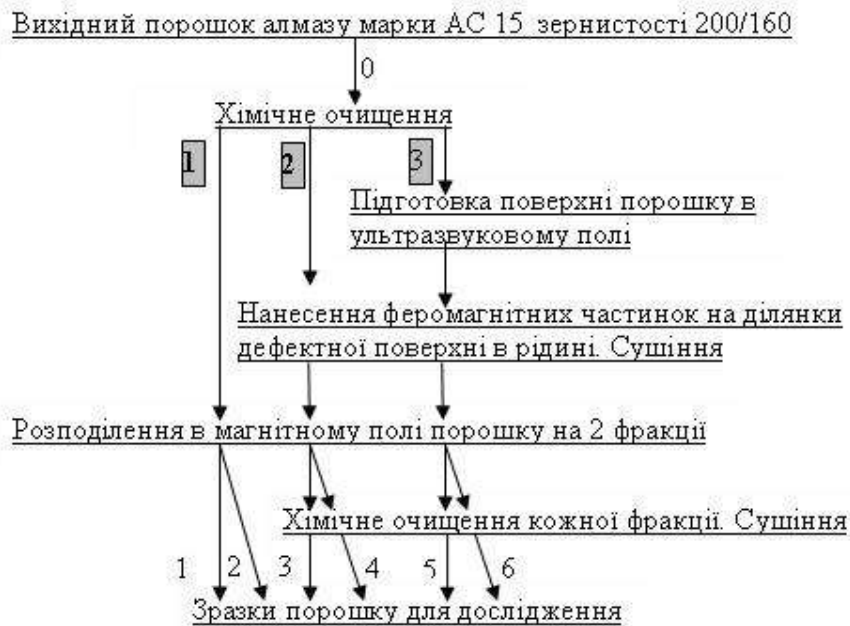 Вихідний порошок алмазу марки АС 15 зернистості 200/160
0
Хімічне очищення
1 2 3
Підготовка поверхні порошку в
ультразвуковому полі
Нанесення феромагнітних частинок на ділянки
дефектної поверхні в рідині. Сушіння
Розподілення в магнітному полі порошку на 2 фракції
Хімічне очищення кожної фракції. Сушіння
1 2 3 4 5 6
Зразки порошку для дослідження